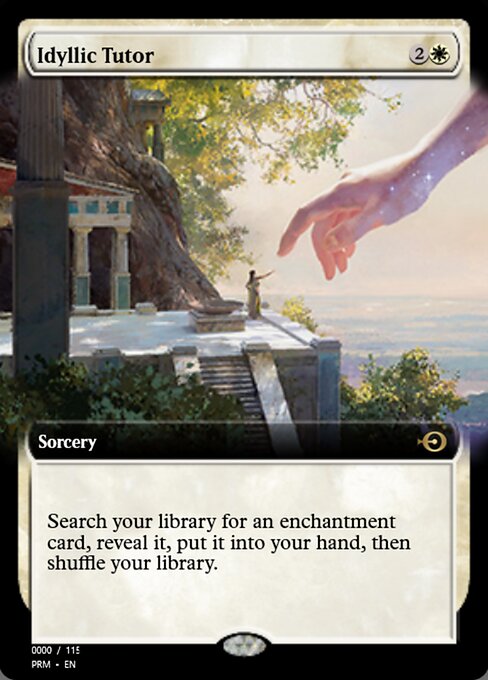 Idyllic Tutor 2
Sorcery
Search your library for an enchantment
card, reveal it, put it into your hand, then
shuffle your library.
0000 / 115
PRM • EN